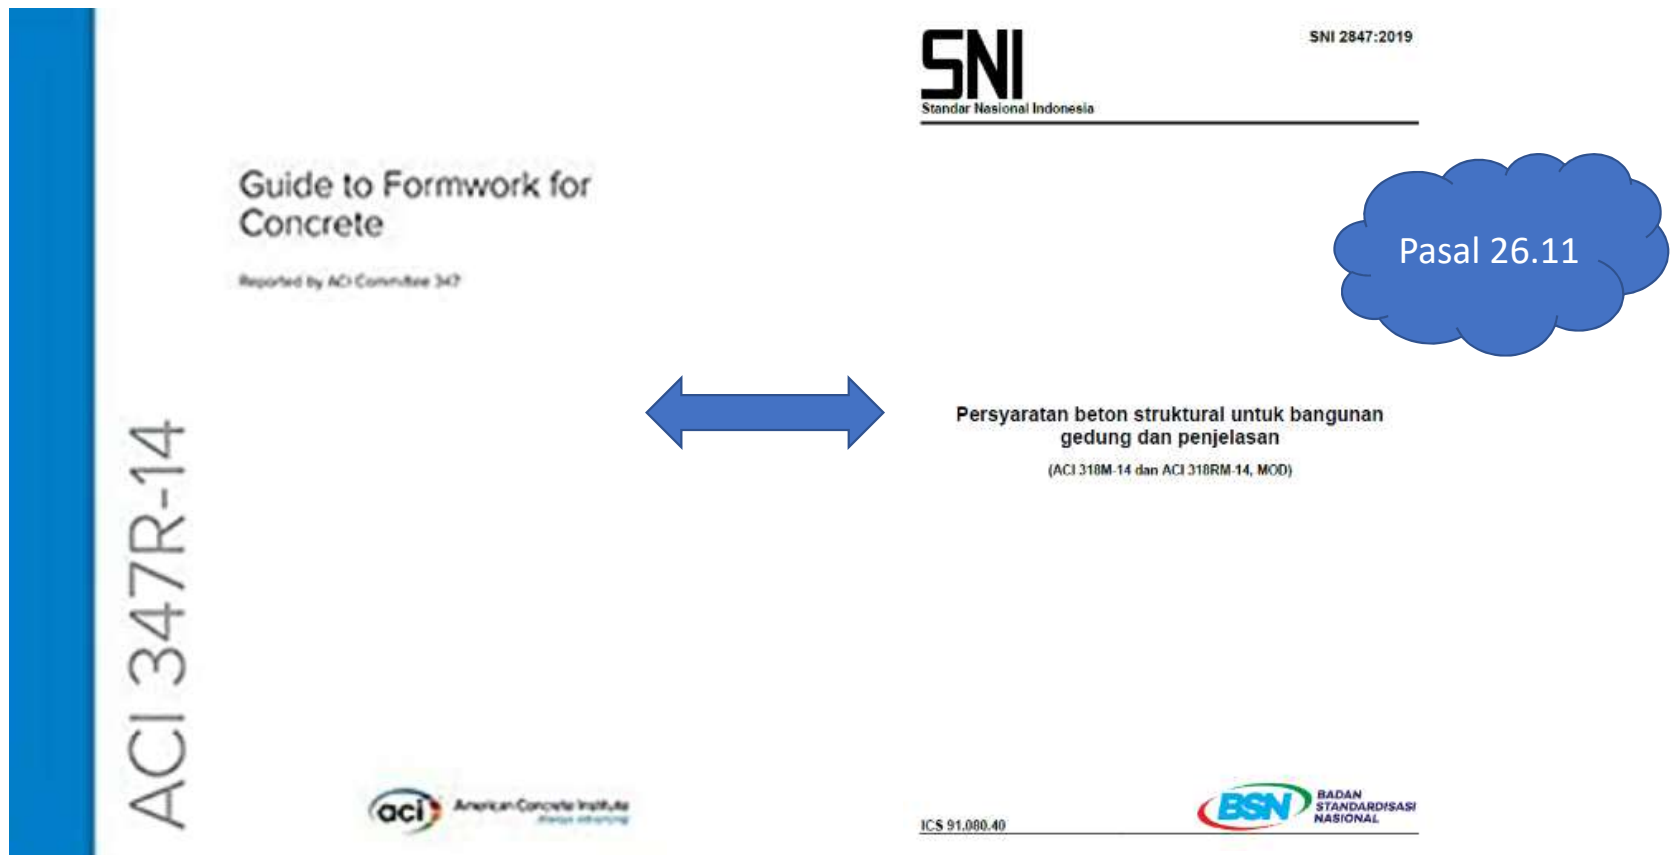 ACI 347R-14
Guide to Formwork for
Concrete
Reported by ACI Committee 347
aci
American Concrete Institute
Always advancing
SNI
Standar Nasional Indonesia
SNI 2847:2019
Pasal 26.11
Persyaratan beton struktural untuk bangunan
gedung dan penjelasan
(ACI 318M-14 dan ACI 318RM-14, MOD)
ICS 91.080.40
BSN
BADAN
STANDARDISASI
NASIONAL